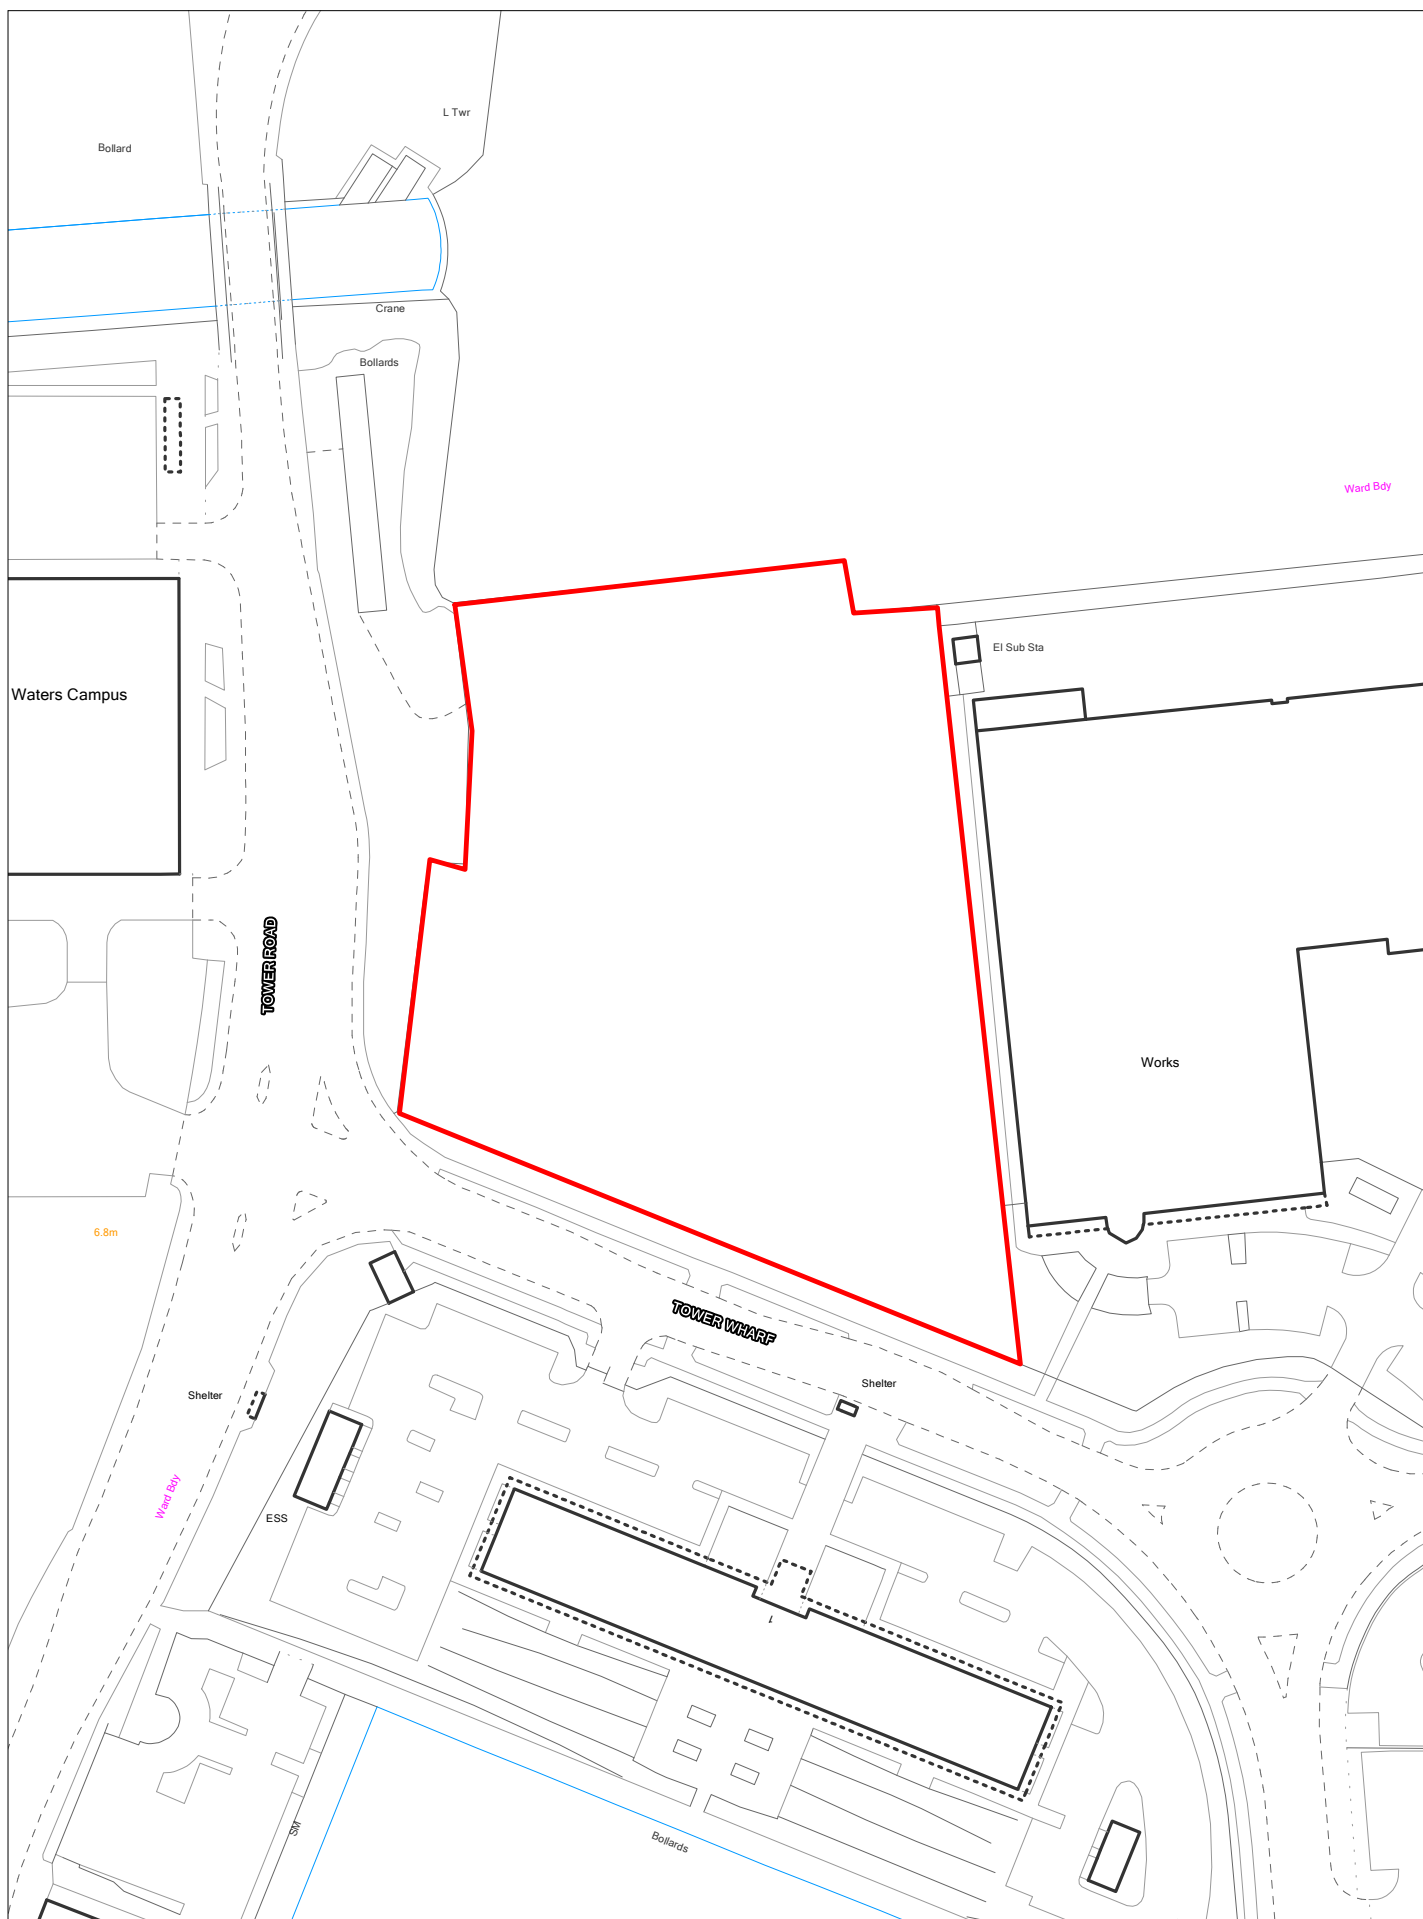 L Twr
Bollard
Crane
Bollards
Ward Bdy
El Sub Sta
Waters Campus
TOWER ROAD
Works
6.8m
TOWER WHARF
Shelter
Shelter
Ward Bdy
ESS
1
SM
Bollards